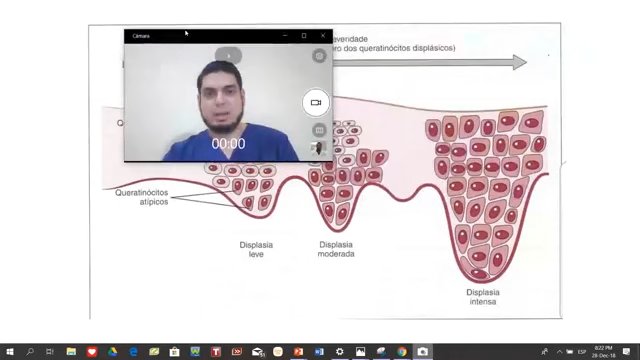 Cámara
everidade
ero dos queratinócitos displásicos)
00:00
Queratinócitos
atípicos
Displasia
leve
Displasia
moderada
Displasia
intensa
ESP
8:22 PM
28-Dec-18